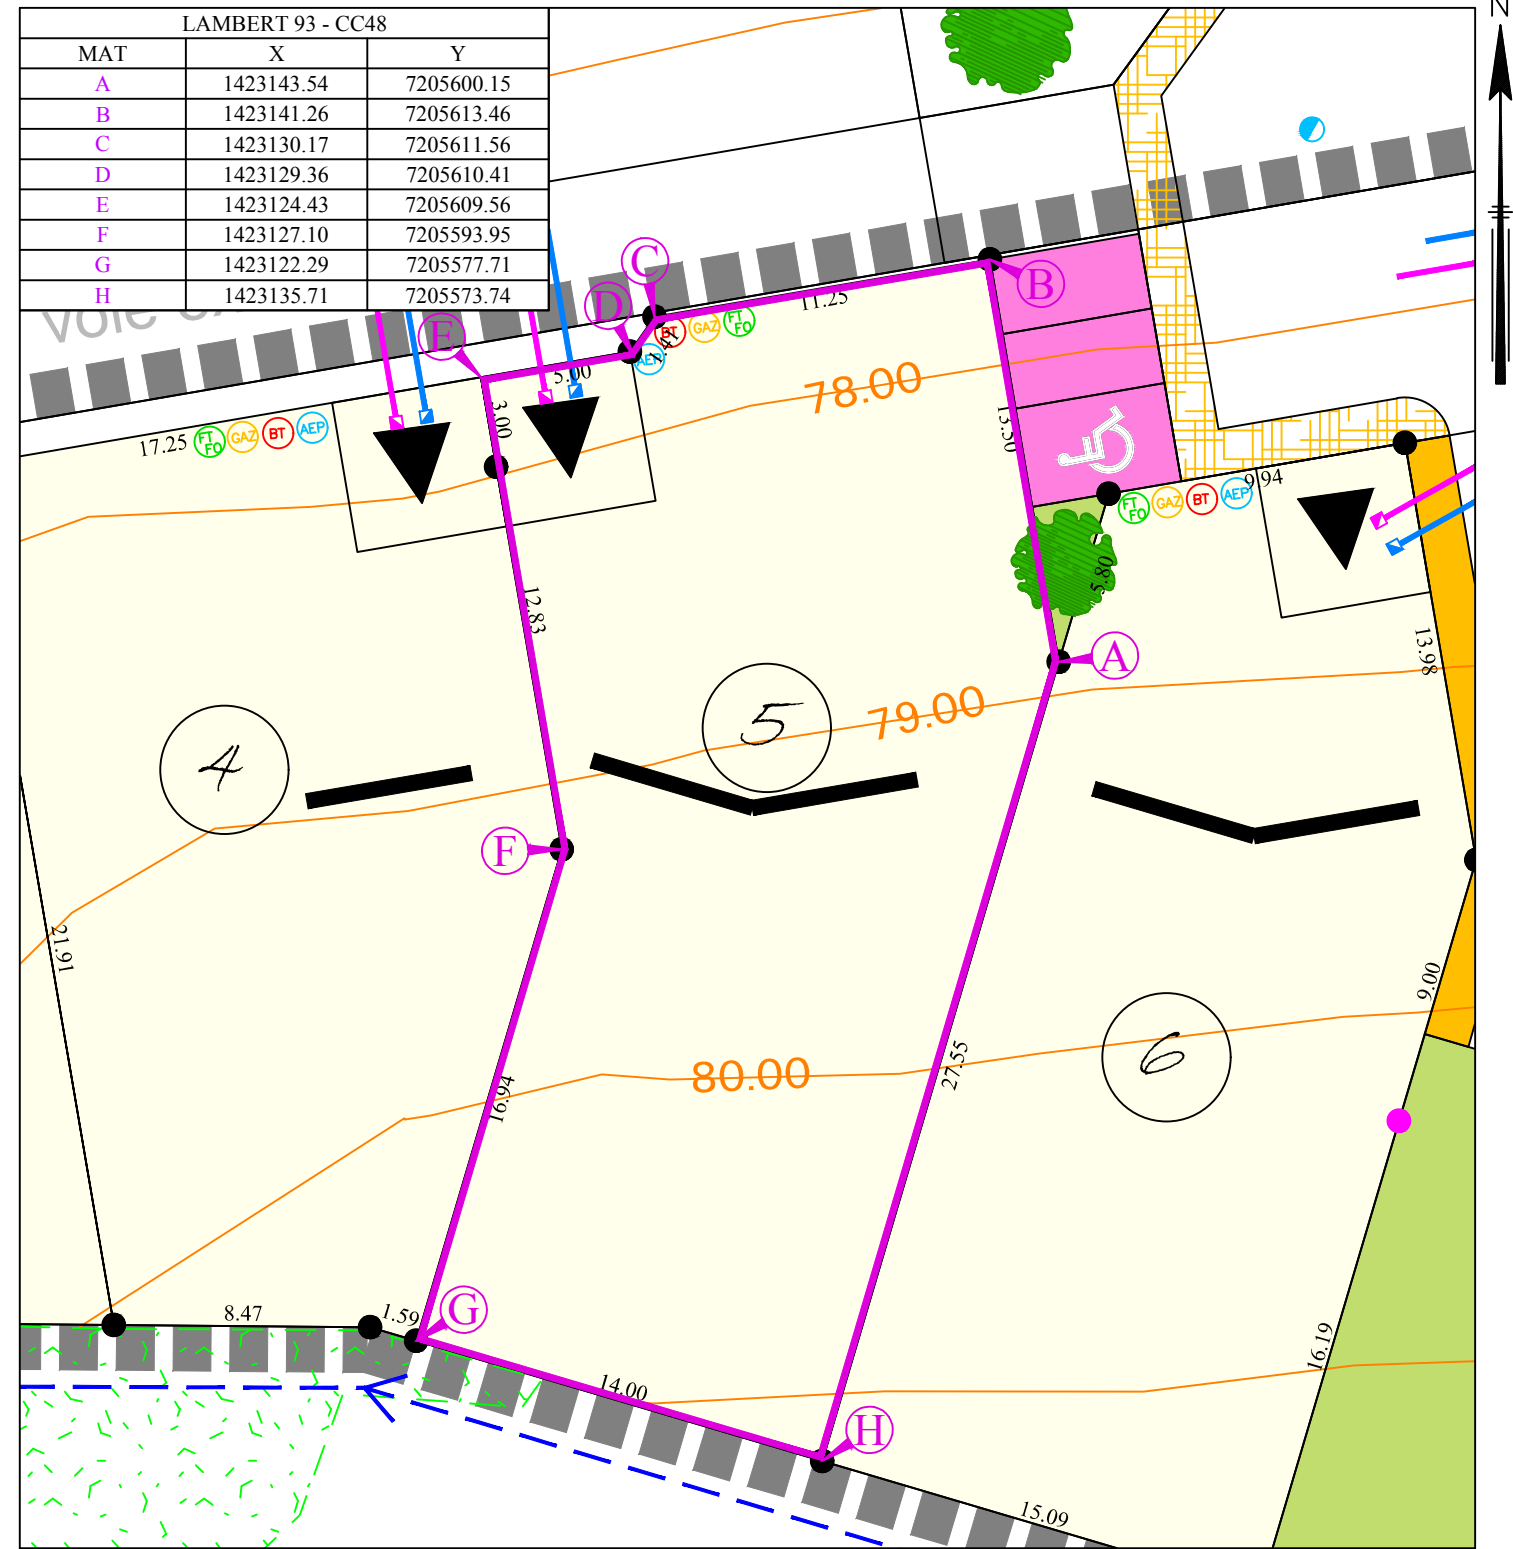 LAMBERT 93 - CC48
MAT X Y
A 1423143.54 7205600.15
B 1423141.26 7205613.46
C 1423130.17 7205611.56
D 1423129.36 7205610.41
E 1423124.43 7205609.56
F 1423127.10 7205593.95
G 1423122.29 7205577.71
H 1423135.71 7205573.74
N
C
B
D
E
11.25
1.41
BT GAZ FT FO
AEP
5.00
3.00
78.00
17.25 FT FO GAZ BT AEP
13.50
9.94
FT FO GAZ BT AEP
5.80
12.83
13.98
A
5
79.00
4
F
21.91
9.00
6
80.00
27.55
16.94
G
8.47
1.59
16.19
14.00
H
15.09